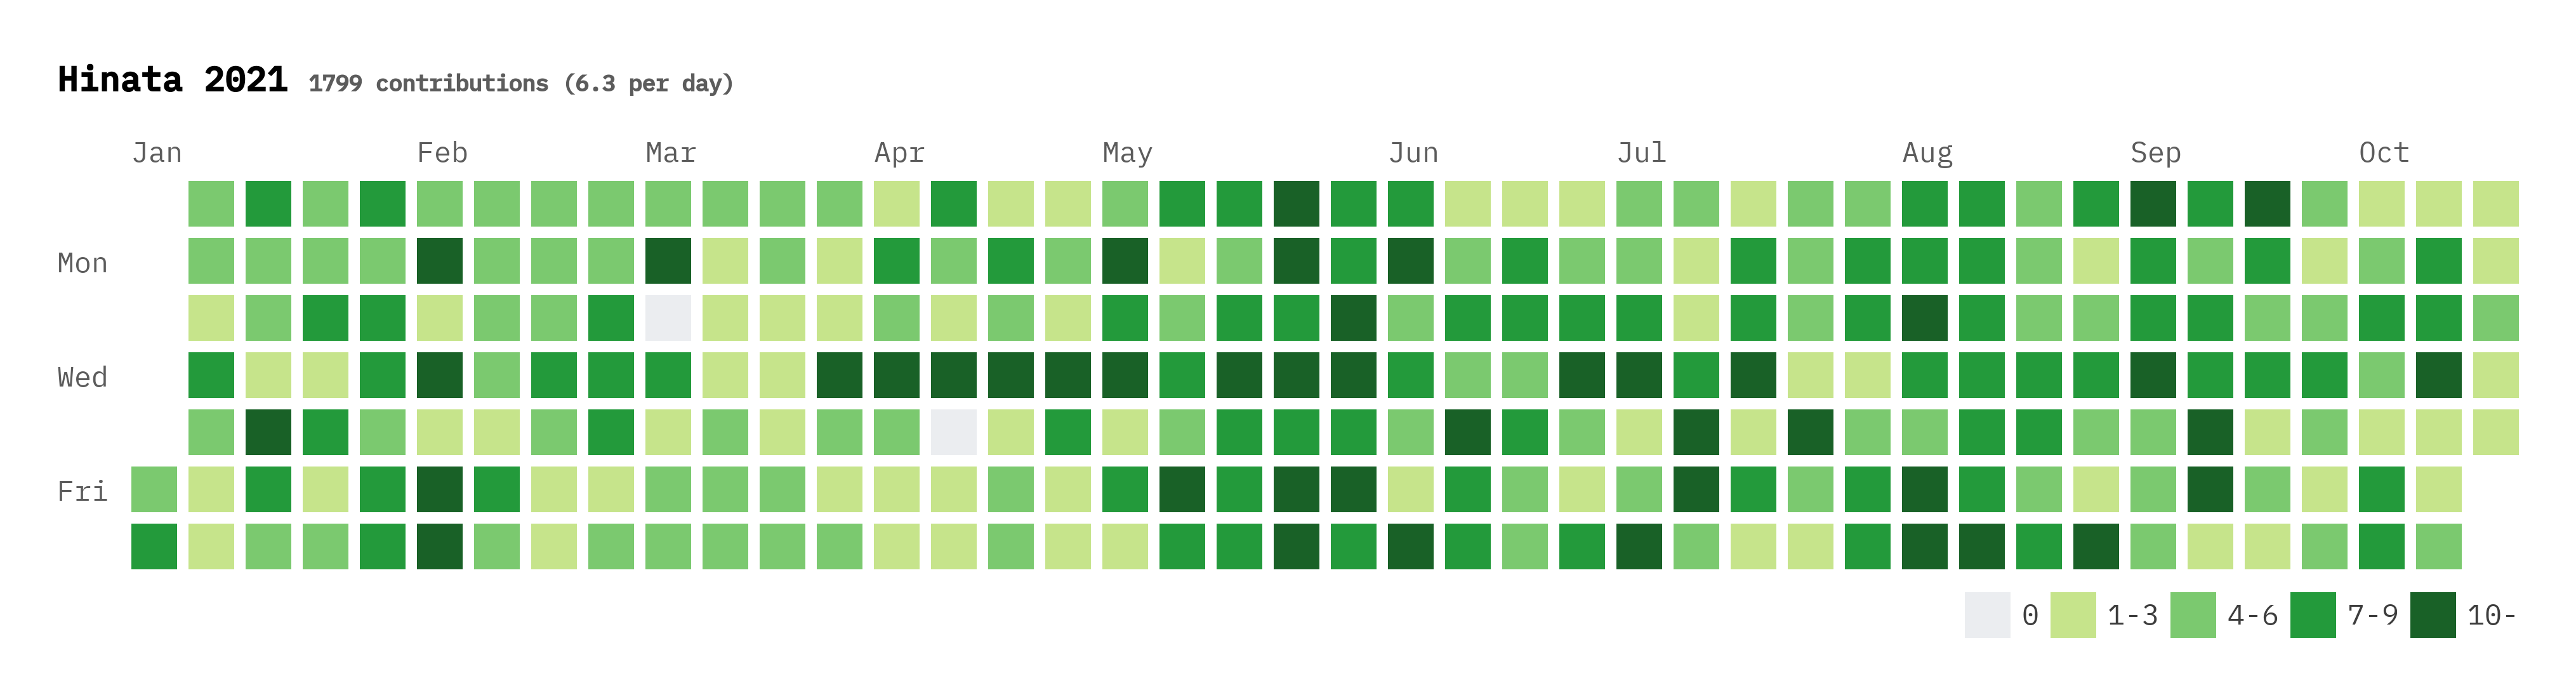 Hinata 2021 1799 contributions (6.3 per day)
Jan Feb Mar Apr May Jun Jul Aug Sep Oct
Mon
Wed
Fri
0 1-3 4-6 7-9 10-